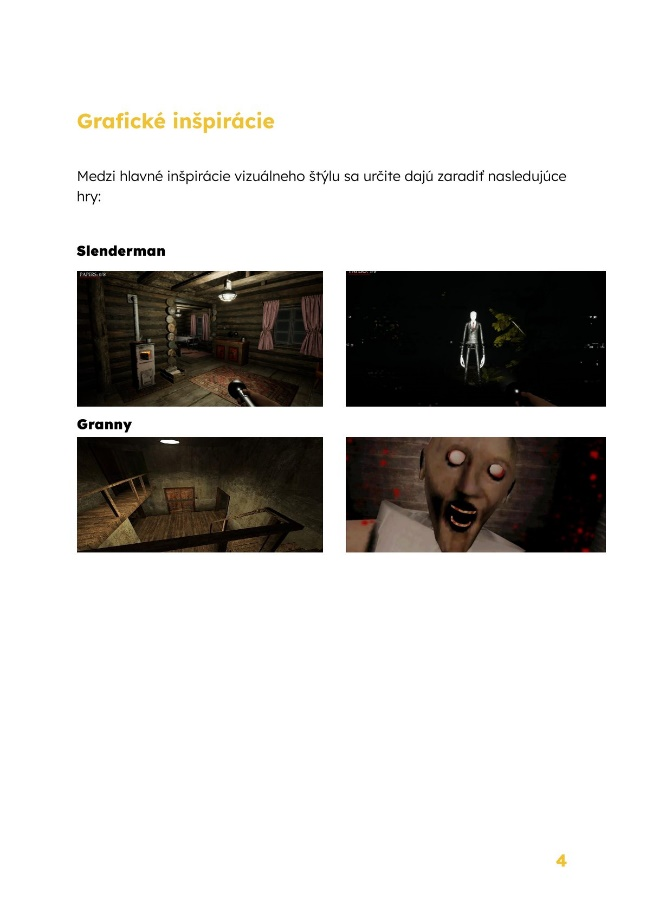 Grafické inšpirácie
Medzi hlavné inšpirácie vizuálneho štýlu sa určite dajú zaradiť nasledujúce
hry:
Slenderman
Granny
4